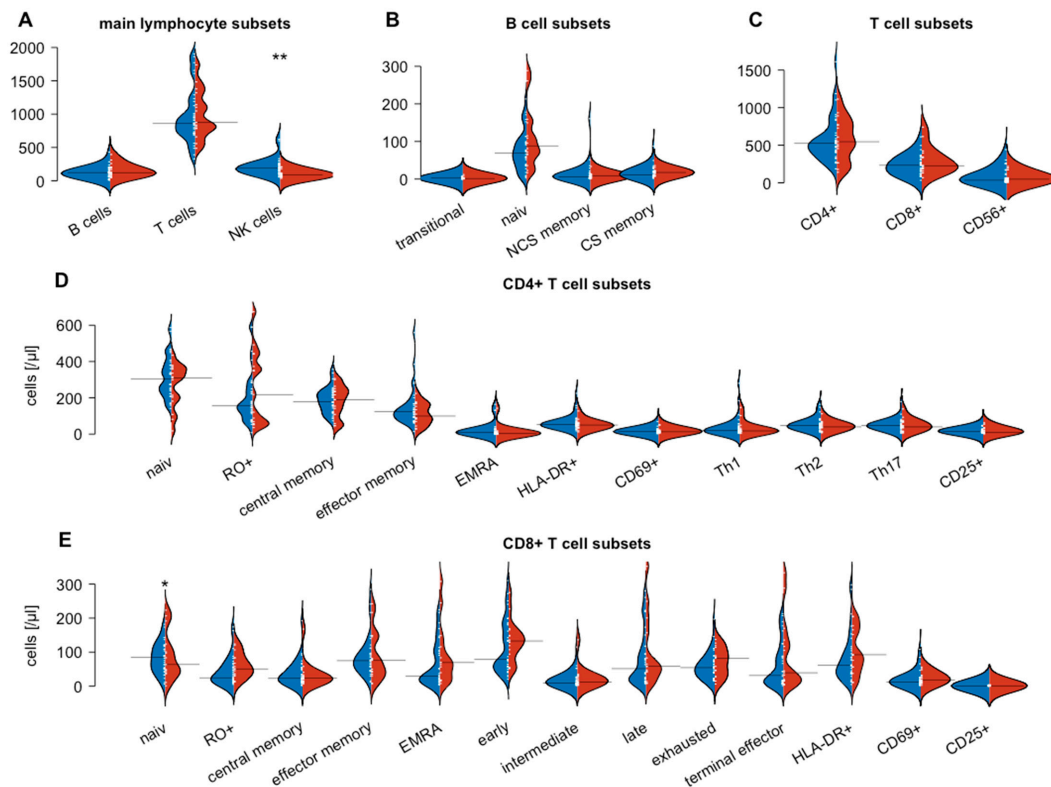 A
main lymphocyte subsets
2000
1500
1000
500
0
**
B cells
T cells
NK cells
B
B cell subsets
300
200
100
0
transitional
naiv
NCS memory
CS memory
C
T cell subsets
1500
1000
500
0
CD4+
CD8+
CD56+
D
CD4+ T cell subsets
cells [/µl]
600
400
200
0
naiv
RO+
central memory
effector memory
EMRA
HLA-DR+
CD69+
Th1
Th2
Th17
CD25+
E
CD8+ T cell subsets
cells [/µl]
300
200
100
0
*
naiv
RO+
central memory
effector memory
EMRA
early
intermediate
late
exhausted
terminal effector
HLA-DR+
CD69+
CD25+